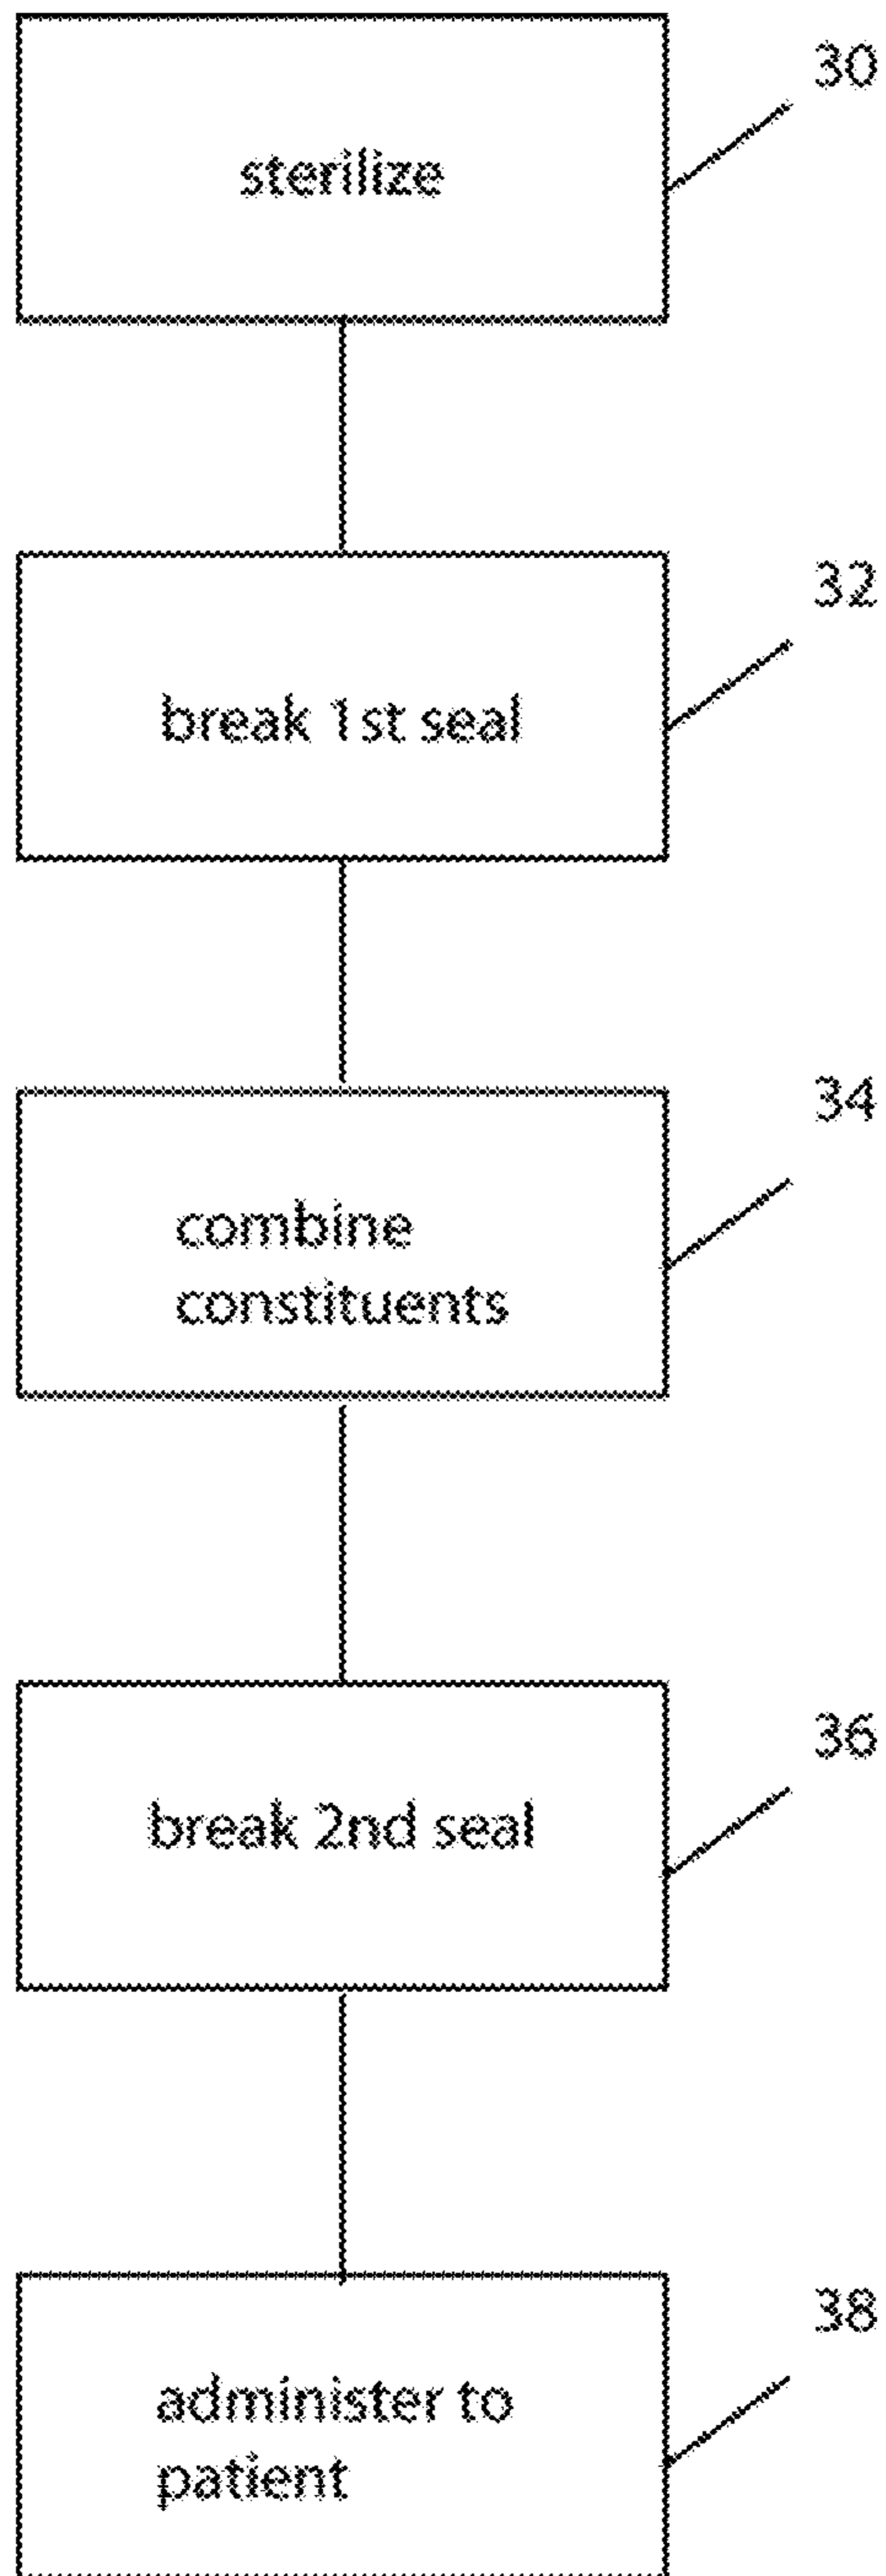 30
sterilize
32
break 1st seal
34
combine
constituents
36
break 2nd seal
38
administer to
patient